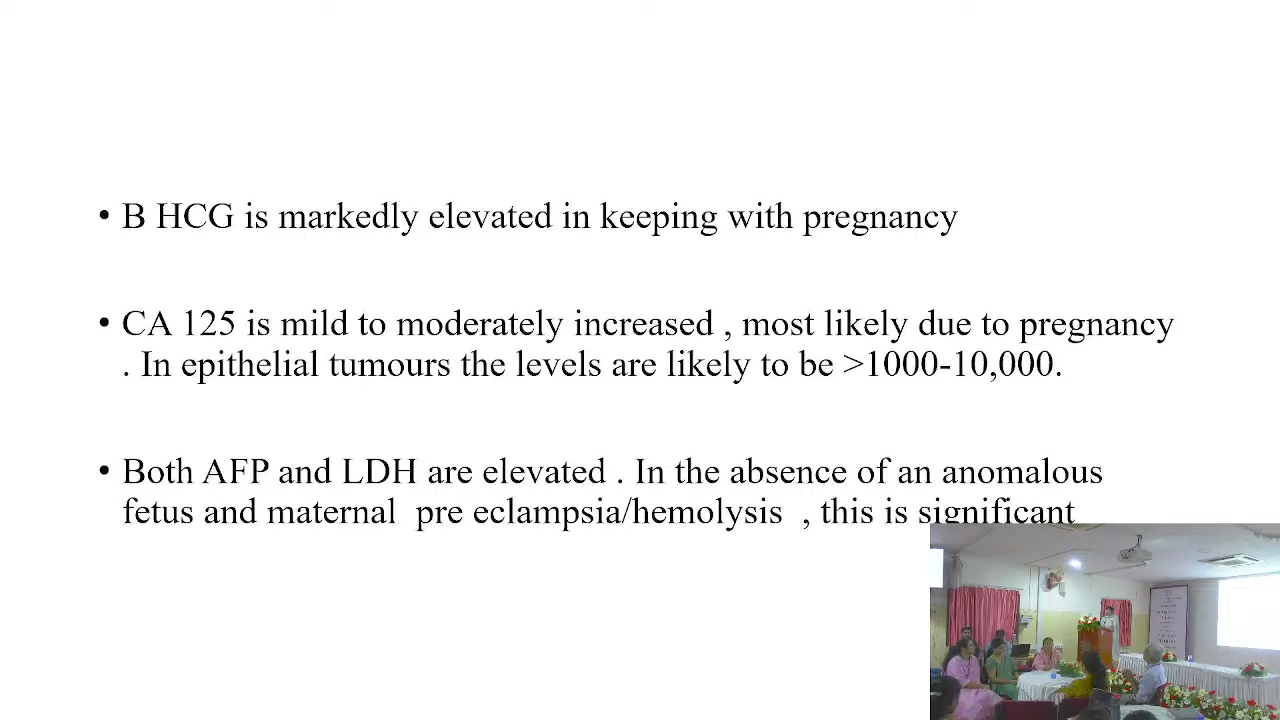 • B HCG is markedly elevated in keeping with pregnancy
• CA 125 is mild to moderately increased , most likely due to pregnancy
. In epithelial tumours the levels are likely to be >1000-10,000.
• Both AFP and LDH are elevated . In the absence of an anomalous
fetus and maternal pre eclampsia/hemolysis , this is significant